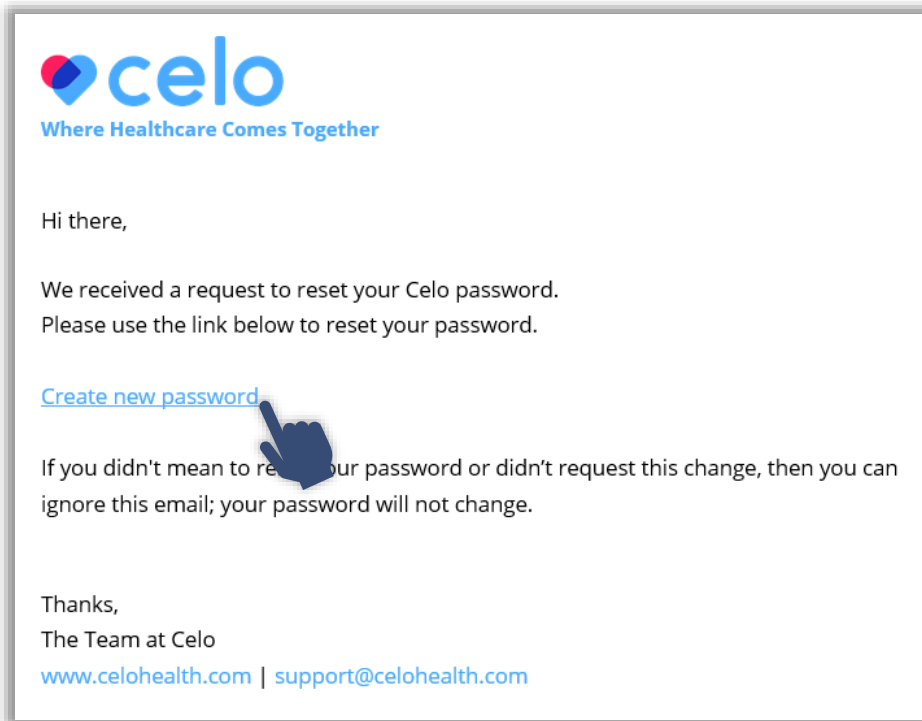 celo
Where Healthcare Comes Together
Hi there,
We received a request to reset your Celo password.
Please use the link below to reset your password.
Create new password
If you didn't mean to your password or didn’t request this change, then you can
ignore this email; your password will not change.
Thanks,
The Team at Celo
www.celohealth.com | support@celohealth.com